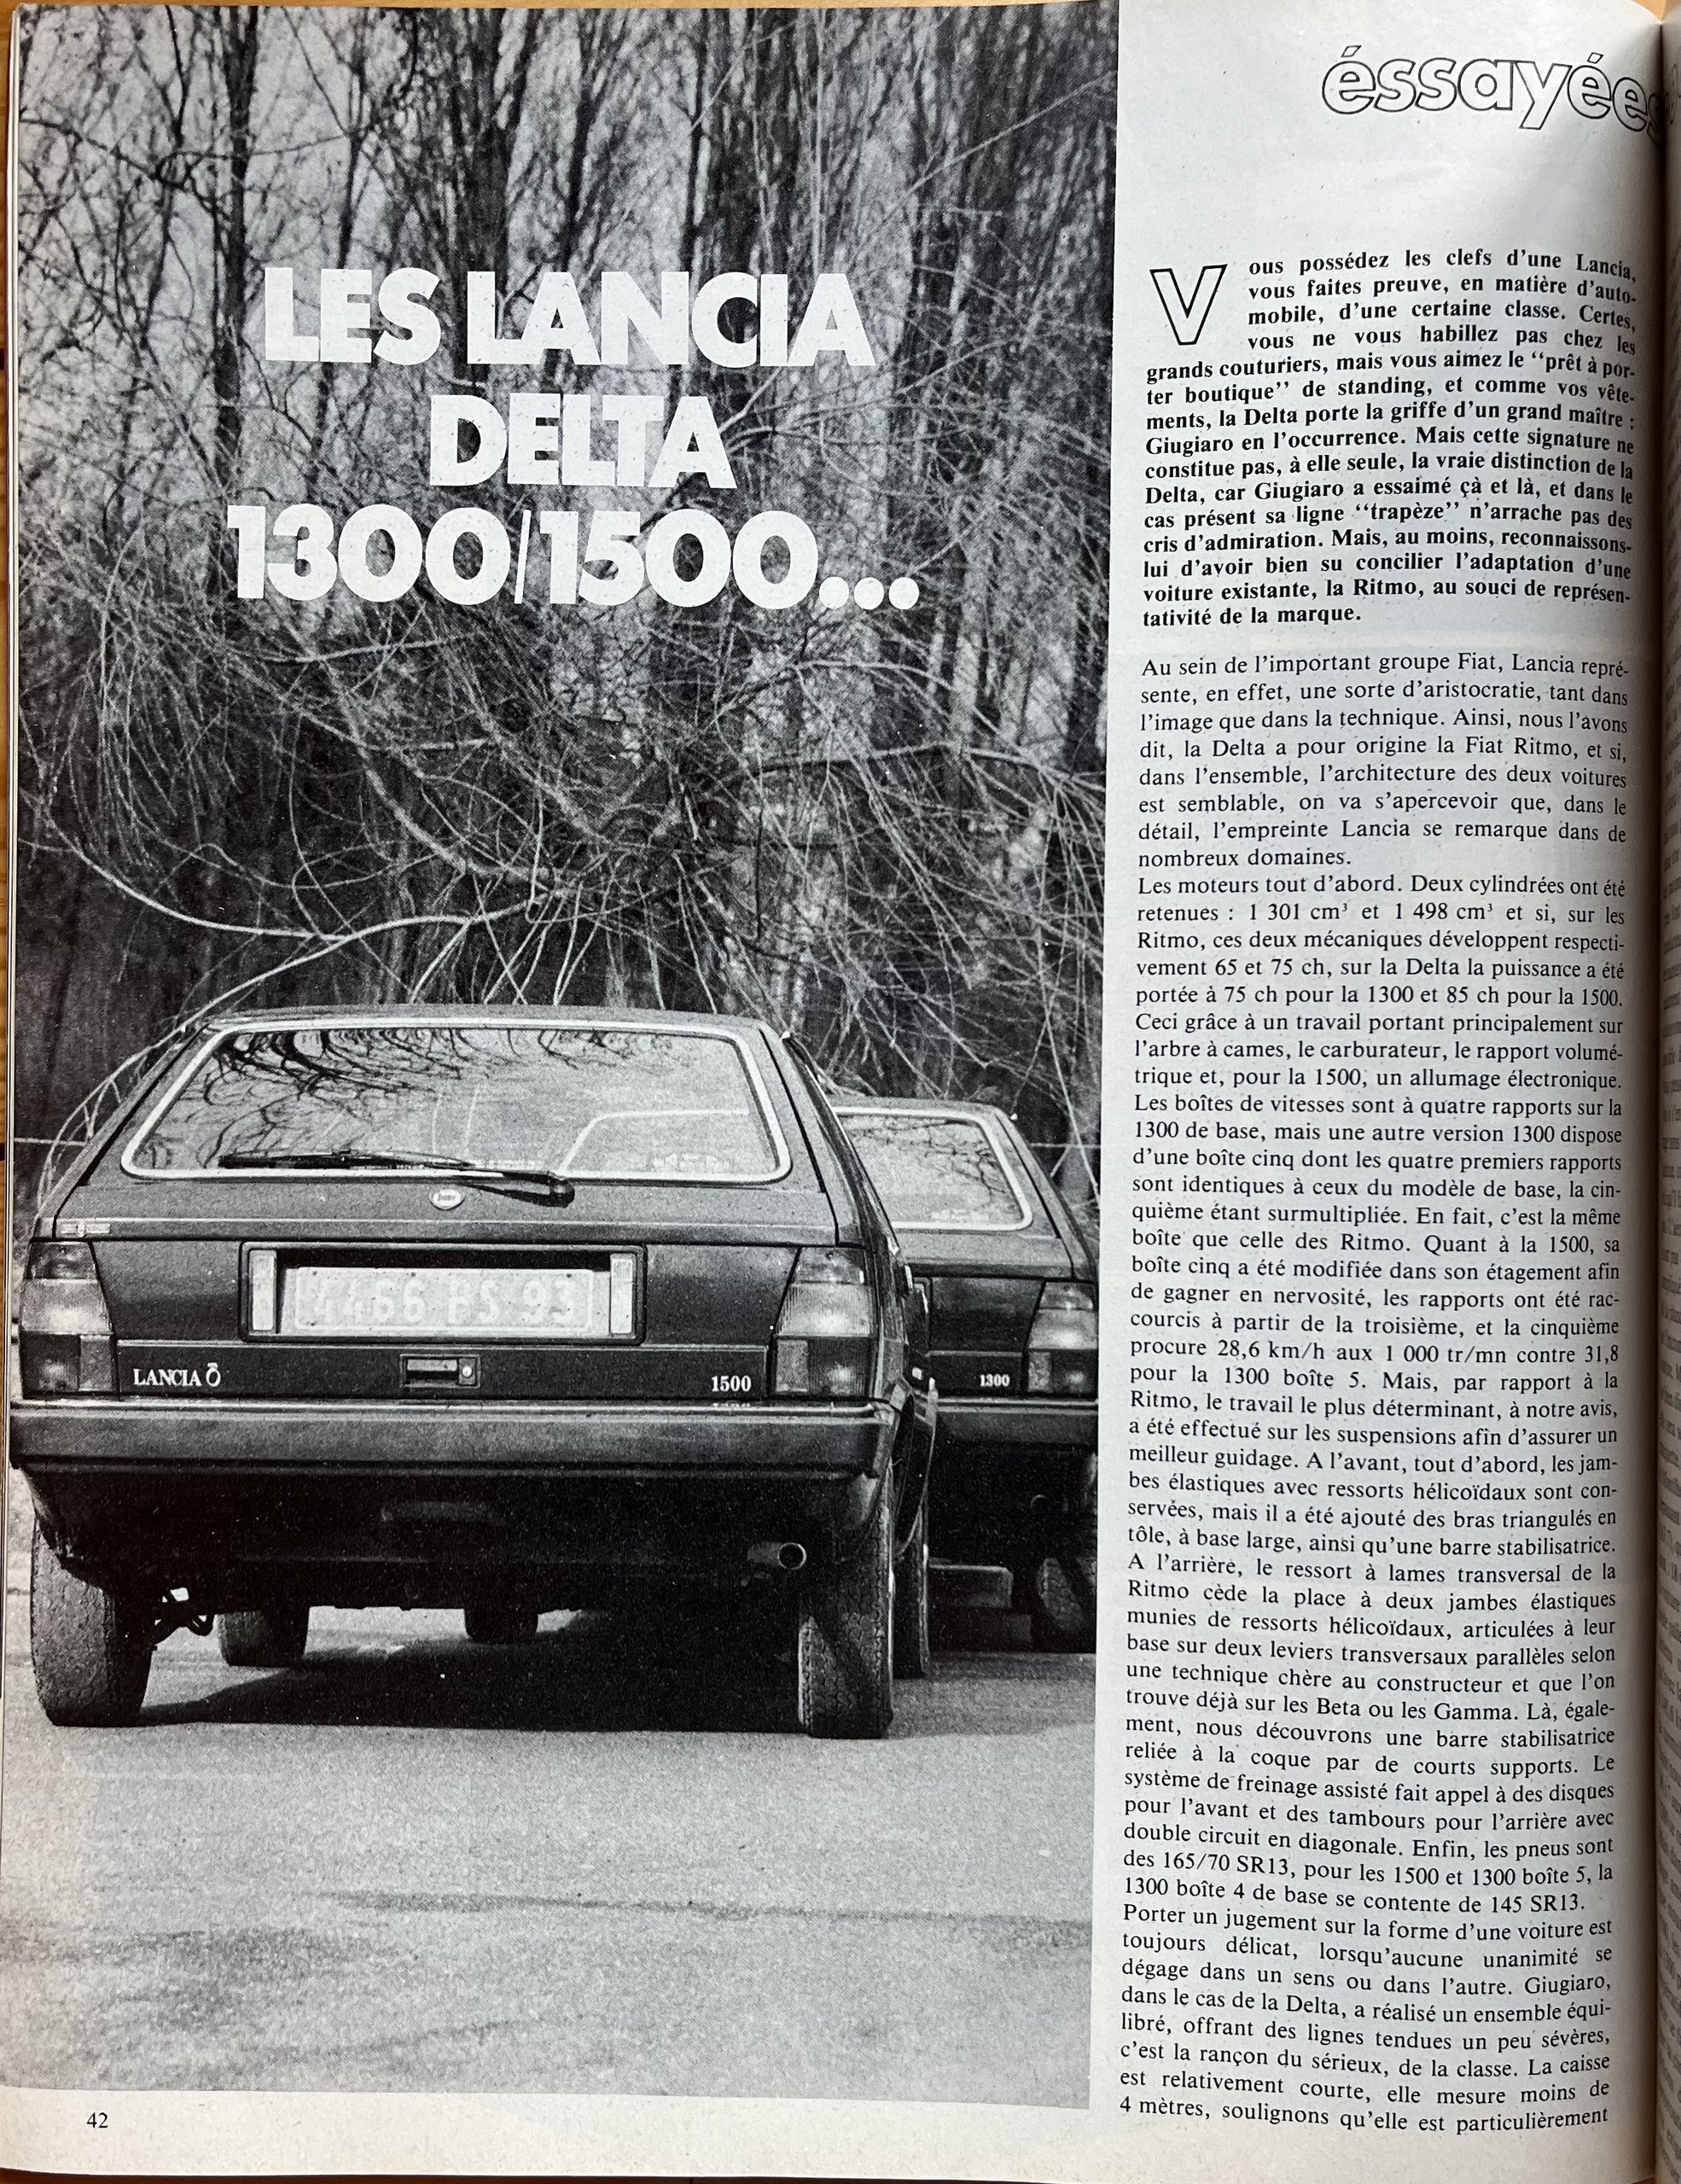 éssayées
LES LANCIA
DELTA
1300/1500...
Vous possédez les clefs d'une Lancia,
vous faites preuve, en matière d'auto-
mobile, d'une certaine classe. Certes,
vous ne vous habillez pas chez les
grands couturiers, mais vous aimez le ‘‘prêt à por-
ter boutique’’ de standing, et comme vos vête-
ments, la Delta porte la griffe d'un grand maître :
Giugiaro en l'occurrence. Mais cette signature ne
constitue pas, à elle seule, la vraie distinction de la
Delta, car Giugiaro a essaimé çà et là, et dans le
cas présent sa ligne ‘‘trapèze’’ n'arrache pas des
cris d'admiration. Mais, au moins, reconnaissons-
lui d'avoir bien su concilier l'adaptation d'une
voiture existante, la Ritmo, au souci de représen-
tativité de la marque.
Au sein de l'important groupe Fiat, Lancia repré-
sente, en effet, une sorte d'aristocratie, tant dans
l'image que dans la technique. Ainsi, nous l'avons
dit, la Delta a pour origine la Fiat Ritmo, et si,
dans l'ensemble, l'architecture des deux voitures
est semblable, on va s'apercevoir que, dans le
détail, l'empreinte Lancia se remarque dans de
nombreux domaines.
Les moteurs tout d'abord. Deux cylindrées ont été
retenues : 1 301 cm³ et 1 498 cm³ et si, sur les
Ritmo, ces deux mécaniques développent respecti-
vement 65 et 75 ch, sur la Delta la puissance a été
portée à 75 ch pour la 1300 et 85 ch pour la 1500.
Ceci grâce à un travail portant principalement sur
l'arbre à cames, le carburateur, le rapport volumé-
trique et, pour la 1500, un allumage électronique.
Les boîtes de vitesses sont à quatre rapports sur la
1300 de base, mais une autre version 1300 dispose
d'une boîte cinq dont les quatre premiers rapports
sont identiques à ceux du modèle de base, la cin-
quième étant surmultipliée. En fait, c'est la même
boîte que celle des Ritmo. Quant à la 1500, sa
boîte cinq a été modifiée dans son étagement afin
de gagner en nervosité, les rapports ont été rac-
courcis à partir de la troisième, et la cinquième
procure 28,6 km/h aux 1 000 tr/mn contre 31,8
pour la 1300 boîte 5. Mais, par rapport à la
Ritmo, le travail le plus déterminant, à notre avis,
a été effectué sur les suspensions afin d'assurer un
meilleur guidage. A l'avant, tout d'abord, les jam-
bes élastiques avec ressorts hélicoïdaux sont con-
servées, mais il a été ajouté des bras triangulés en
tôle, à base large, ainsi qu'une barre stabilisatrice.
A l'arrière, le ressort à lames transversal de la
Ritmo cède la place à deux jambes élastiques
munies de ressorts hélicoïdaux, articulées à leur
base sur deux leviers transversaux parallèles selon
une technique chère au constructeur et que l'on
trouve déjà sur les Beta ou les Gamma. Là, égale-
ment, nous découvrons une barre stabilisatrice
reliée à la coque par de courts supports. Le
système de freinage assisté fait appel à des disques
pour l'avant et des tambours pour l'arrière avec
double circuit en diagonale. Enfin, les pneus sont
des 165/70 SR13, pour les 1500 et 1300 boîte 5, la
1300 boîte 4 de base se contente de 145 SR13.
Porter un jugement sur la forme d'une voiture est
toujours délicat, lorsqu'aucune unanimité se
dégage dans un sens ou dans l'autre. Giugiaro,
dans le cas de la Delta, a réalisé un ensemble équi-
libré, offrant des lignes tendues un peu sévères,
c'est la rançon du sérieux, de la classe. La caisse
est relativement courte, elle mesure moins de
4 mètres, soulignons qu'elle est particulièrement
LANCIA δ
1500
1300
42